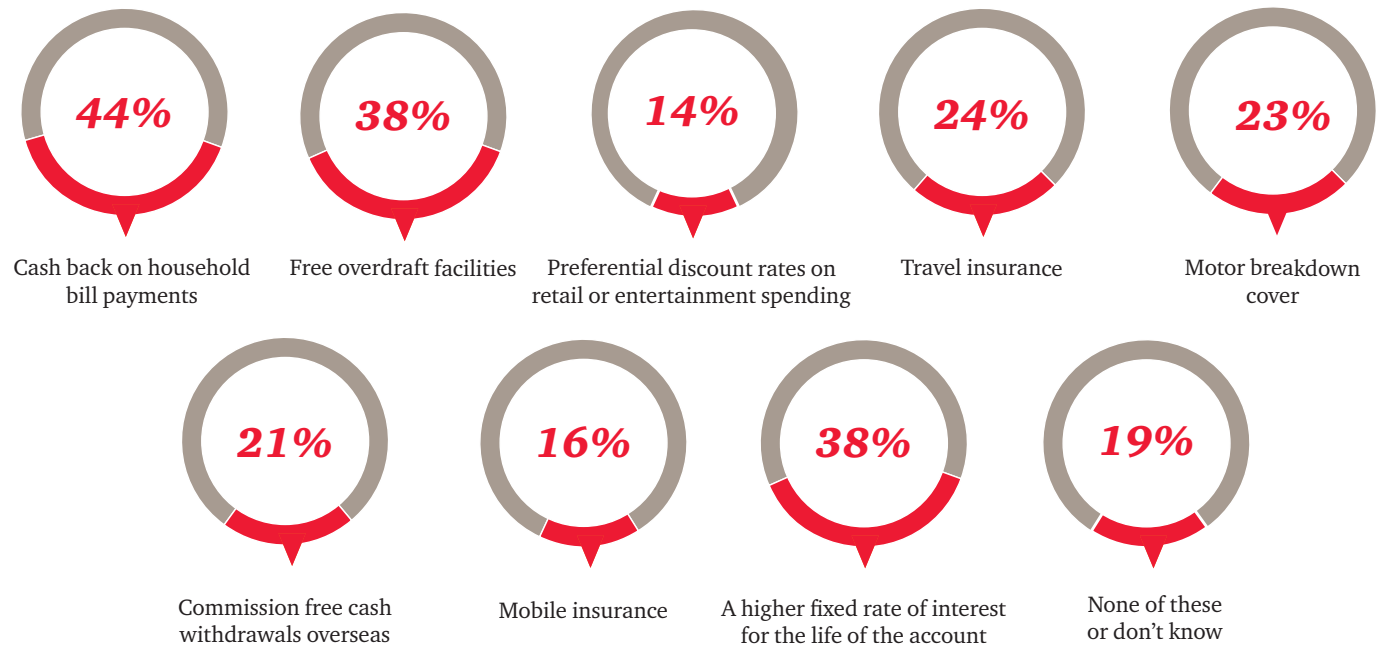 44%
38%
14%
24%
23%
Cash back on household
bill payments
Free overdraft facilities
Preferential discount rates on
retail or entertainment spending
Travel insurance
Motor breakdown
cover
21%
16%
38%
19%
Commission free cash
withdrawals overseas
Mobile insurance
A higher fixed rate of interest
for the life of the account
None of these
or don’t know